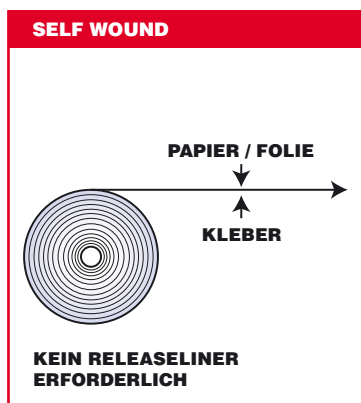 SELF WOUND
PAPIER / FOLIE
KLEBER
KEIN RELEASELINER
ERFORDERLICH